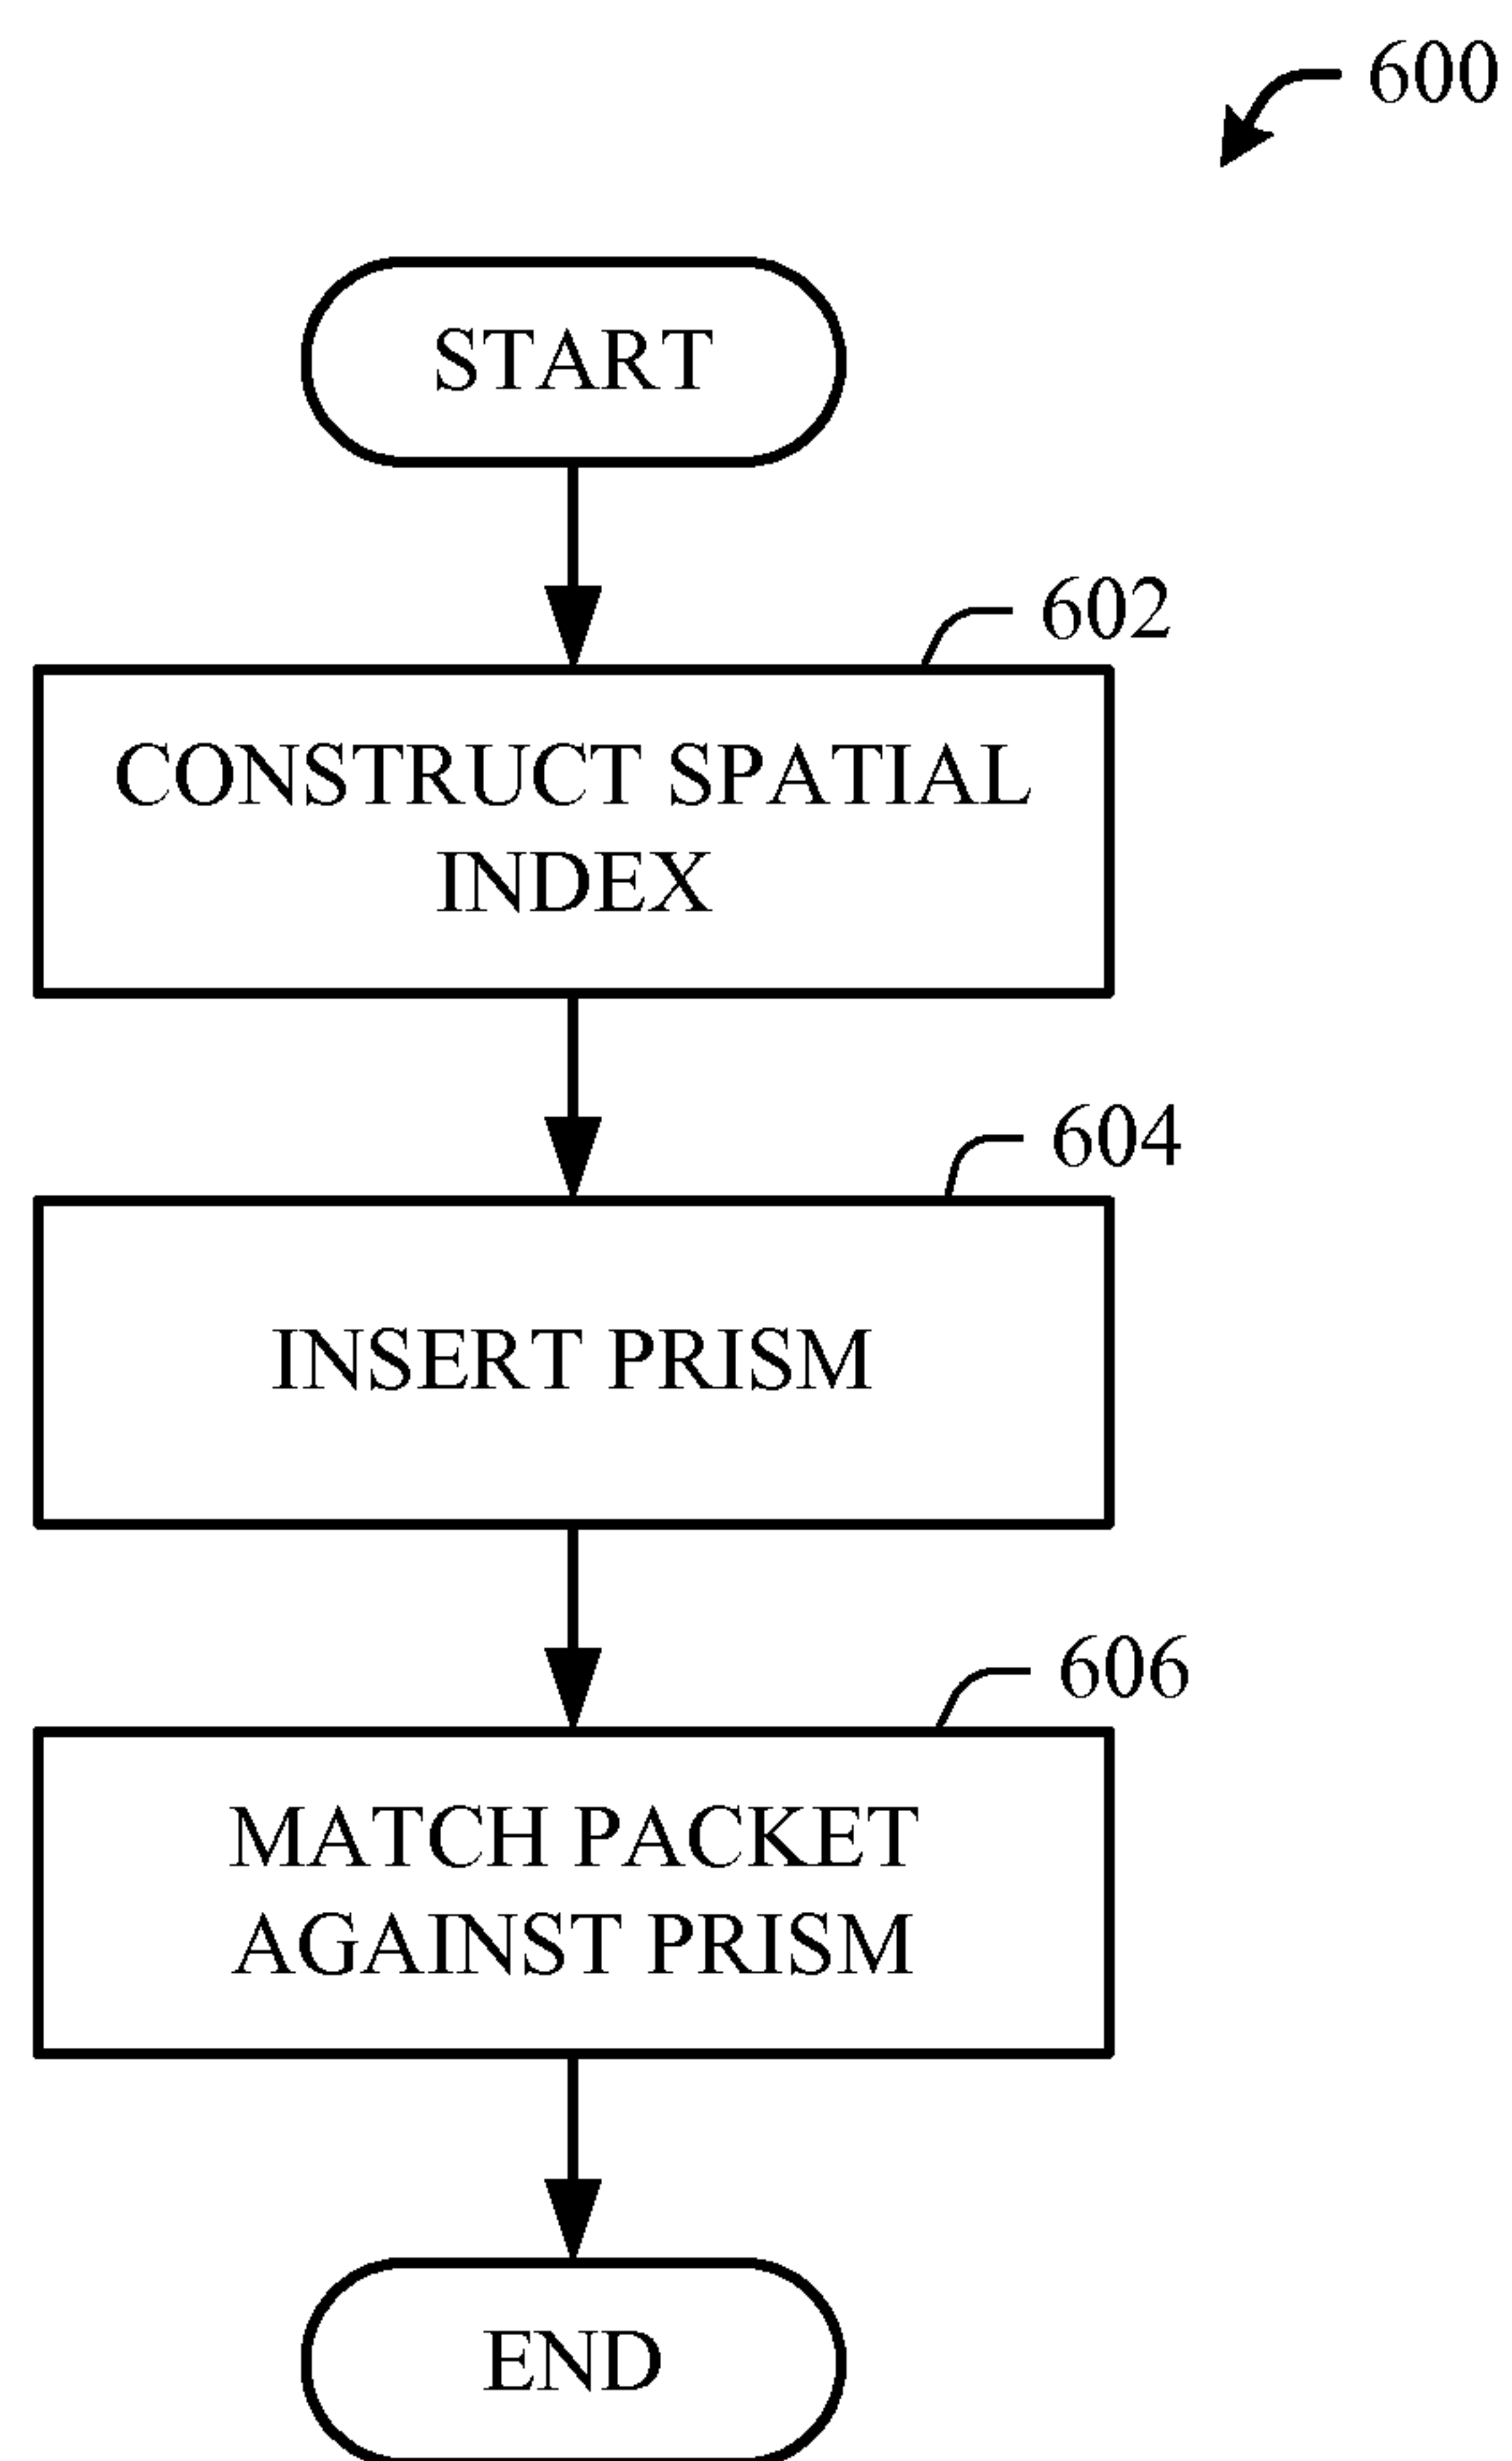 600
START
602
CONSTRUCT SPATIAL
INDEX
604
INSERT PRISM
606
MATCH PACKET
AGAINST PRISM
END